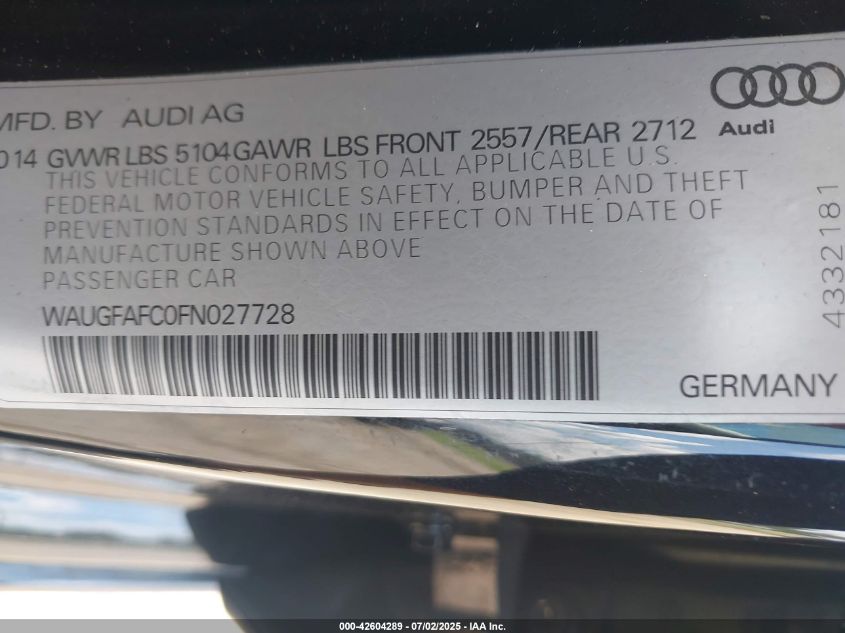 MFD. BY AUDI AG
014 GVWR LBS 5104 GAWR LBS FRONT 2557/REAR 2712
Audi
THIS VEHICLE CONFORMS TO ALL APPLICABLE U.S.
FEDERAL MOTOR VEHICLE SAFETY, BUMPER AND THEFT
PREVENTION STANDARDS IN EFFECT ON THE DATE OF
MANUFACTURE SHOWN ABOVE
PASSENGER CAR
WAUGFAFC0FN027728
GERMANY
4332181
000-42604289 - 07/02/2025 - IAA Inc.